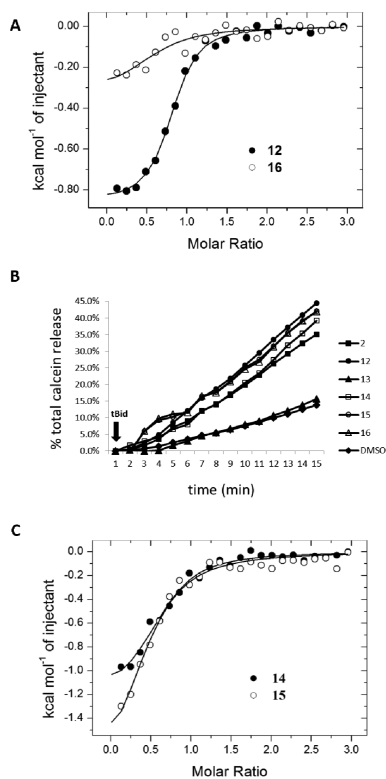 A
0.00
-0.20
-0.40
-0.60
-0.80
kcal mol⁻¹ of injectant
12
16
0.0 0.5 1.0 1.5 2.0 2.5 3.0
Molar Ratio
B
45.0%
40.0%
35.0%
30.0%
25.0%
20.0%
15.0%
10.0%
5.0%
0.0%
% total calcein release
tBid
1 2 3 4 5 6 7 8 9 10 11 12 13 14 15
time (min)
2
12
13
14
15
16
DMSO
C
0.0
-0.2
-0.4
-0.6
-0.8
-1.0
-1.2
-1.4
kcal mol⁻¹ of injectant
14
15
0.0 0.5 1.0 1.5 2.0 2.5 3.0
Molar Ratio